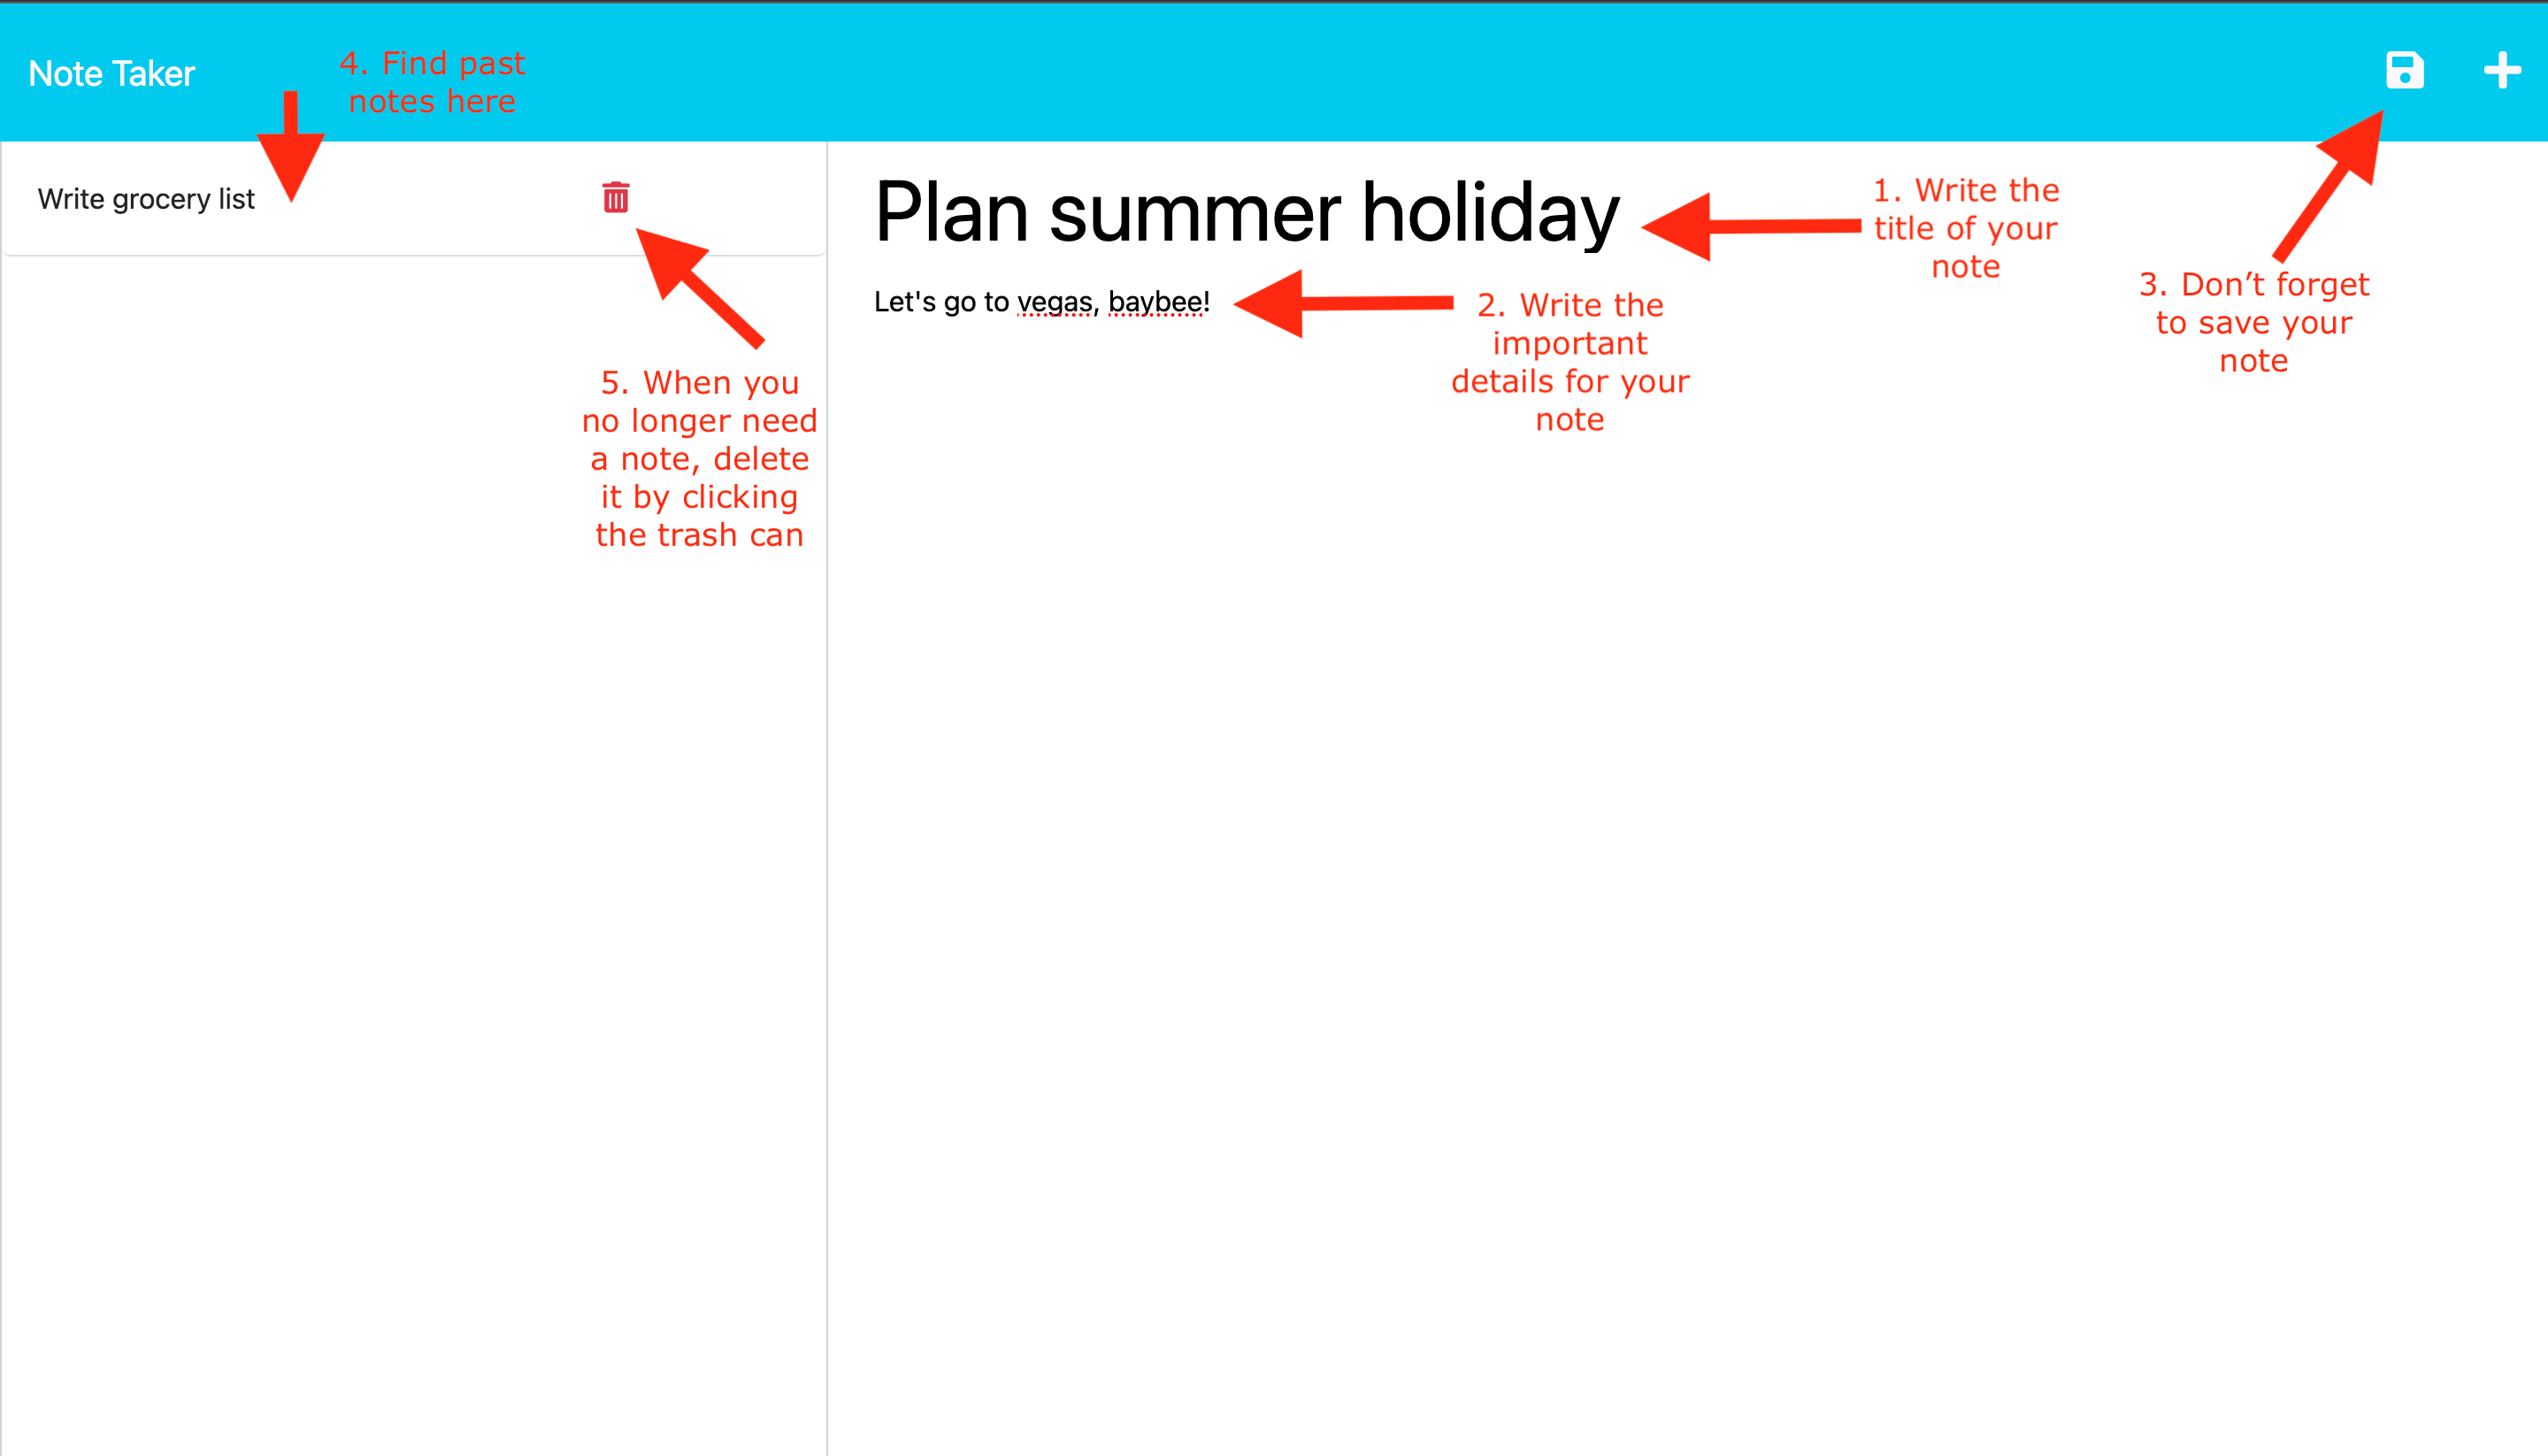 Note Taker
4. Find past
notes here
Write grocery list
Plan summer holiday
1. Write the
title of your
note
Let's go to vegas, baybee!
2. Write the
important
details for your
note
3. Don’t forget
to save your
note
5. When you
no longer need
a note, delete
it by clicking
the trash can